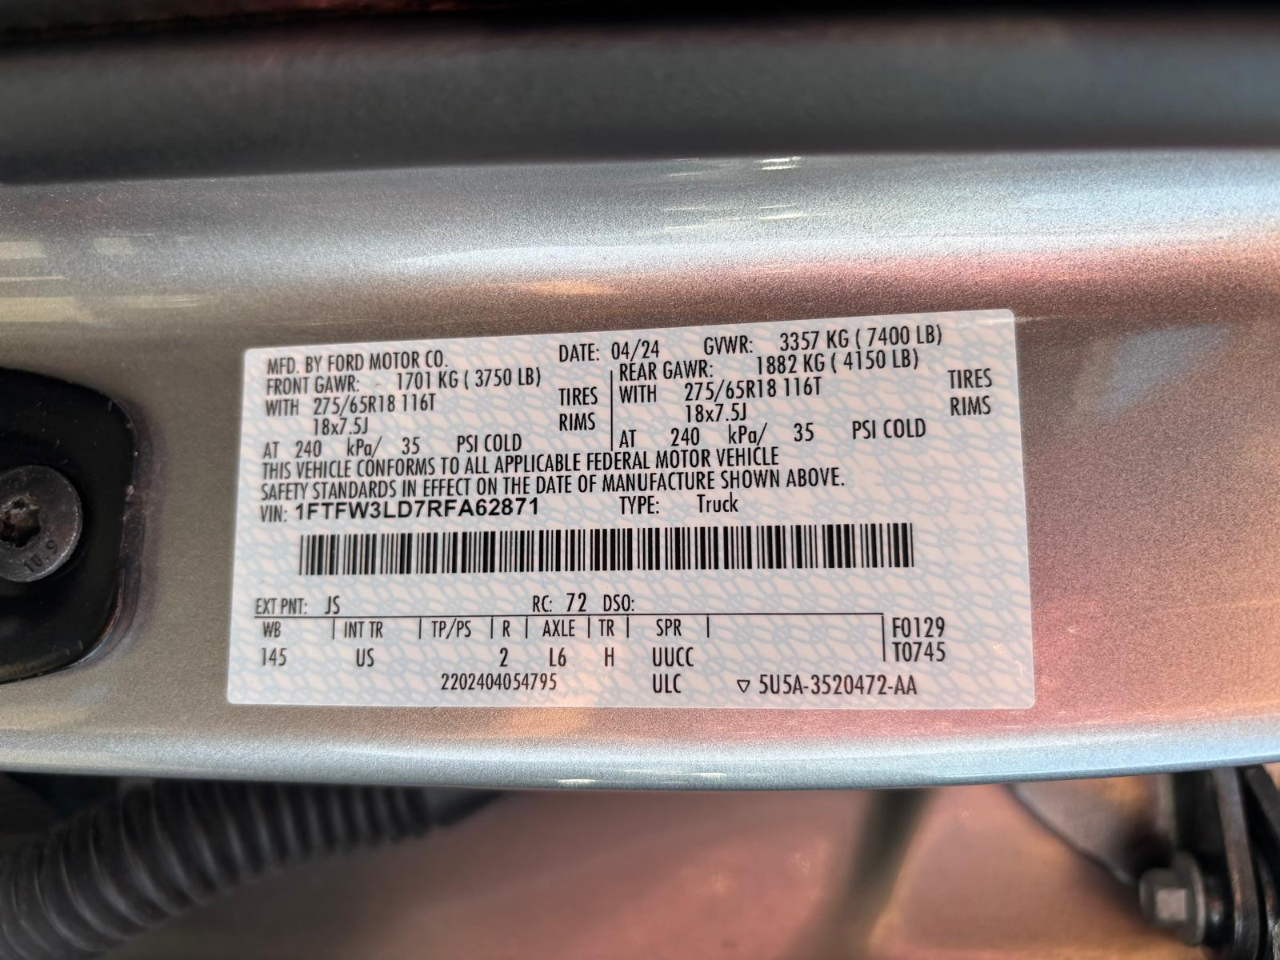 MFD. BY FORD MOTOR CO. DATE: 04/24 GVWR: 3357 KG ( 7400 LB)
FRONT GAWR: 1701 KG ( 3750 LB) REAR GAWR: 1882 KG ( 4150 LB)
WITH 275/65R18 116T TIRES WITH 275/65R18 116T TIRES
18x7.5J RIMS 18x7.5J RIMS
AT 240 kPa/ 35 PSI COLD AT 240 kPa/ 35 PSI COLD
THIS VEHICLE CONFORMS TO ALL APPLICABLE FEDERAL MOTOR VEHICLE
SAFETY STANDARDS IN EFFECT ON THE DATE OF MANUFACTURE SHOWN ABOVE.
VIN: 1FTFW3LD7RFA62871 TYPE: Truck
EXT PNT: JS RC: 72 DSO:
WB INT TR TP/PS R AXLE TR SPR F0129
145 US 2 L6 H UUCC T0745
2202404054795 ULC ▽ 5U5A-3520472-AA
10.9